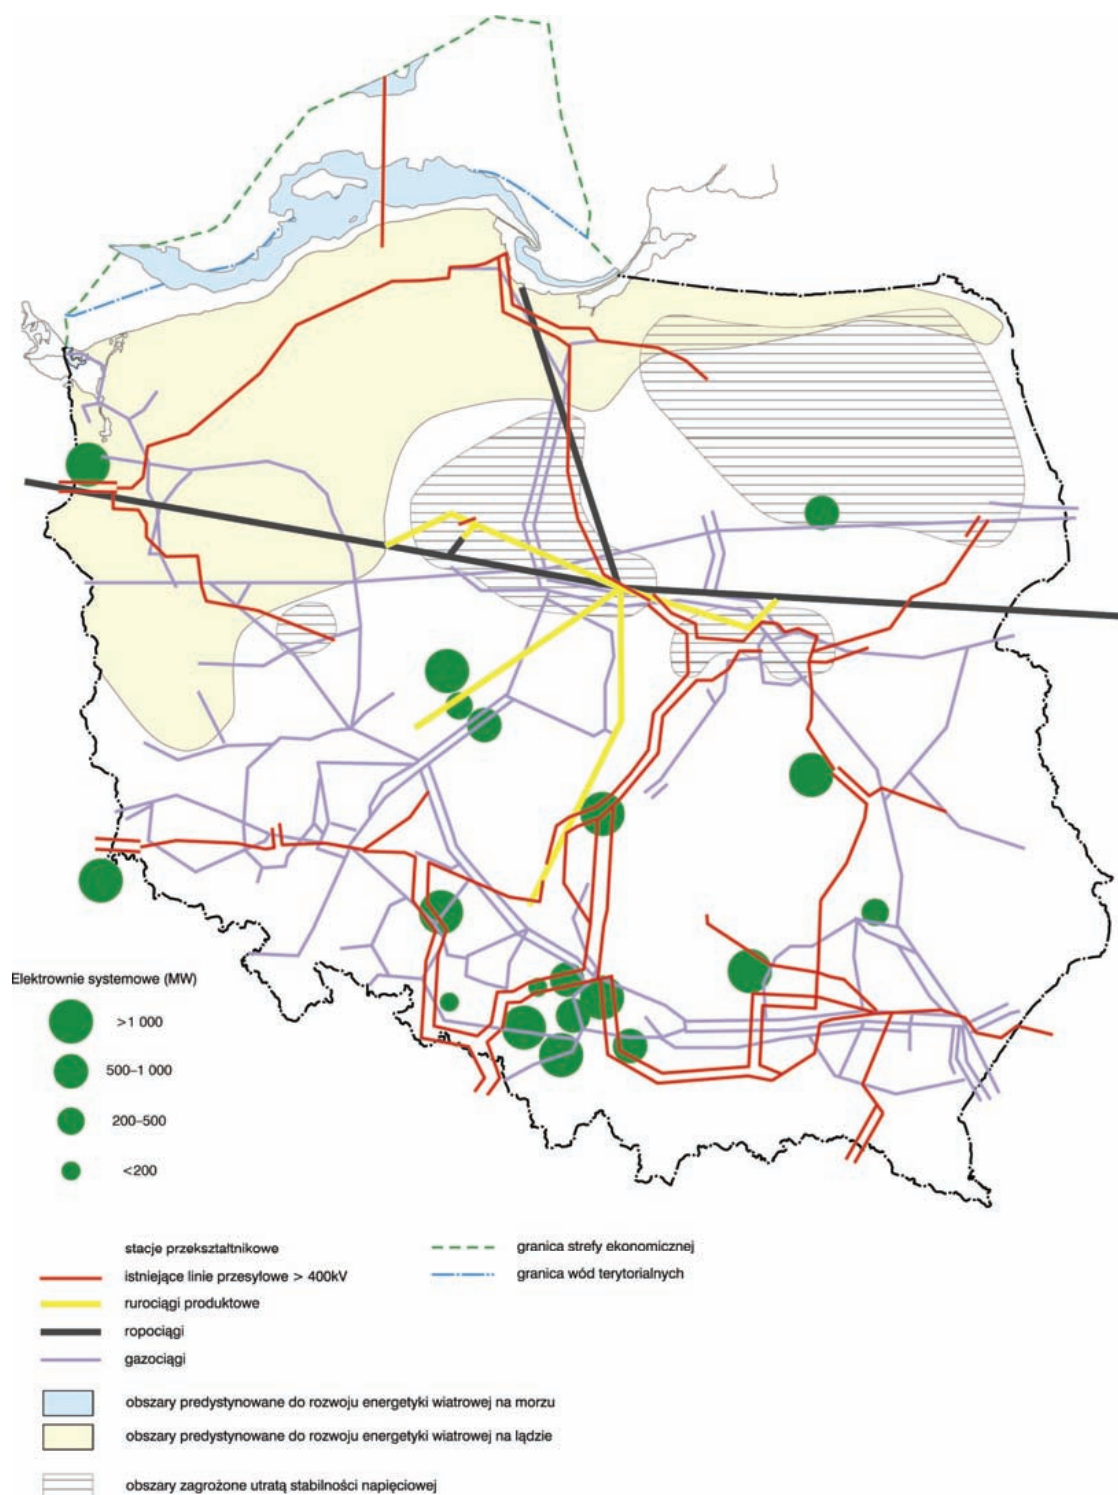 Elektrownie systemowe (MW)
>1 000
500–1 000
200–500
<200
stacje przekształtnikowe
istniejące linie przesyłowe > 400kV
rurociągi produktowe
ropociągi
gazociągi
granica strefy ekonomicznej
granica wód terytorialnych
obszary predystynowane do rozwoju energetyki wiatrowej na morzu
obszary predystynowane do rozwoju energetyki wiatrowej na lądzie
obszary zagrożone utratą stabilności napięciowej